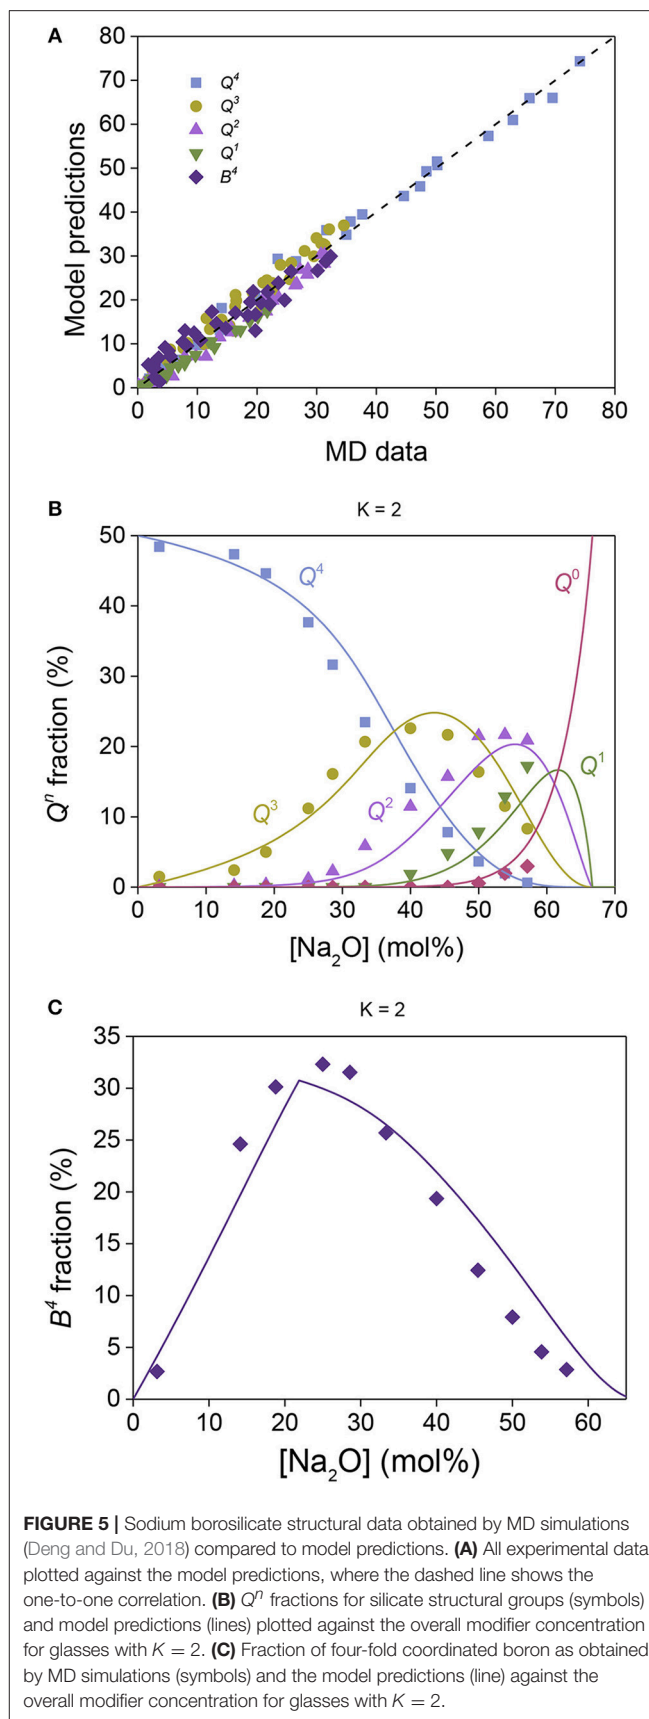 A
80
70
60
50
40
30
20
10
0
Model predictions
Q⁴
Q³
Q²
Q¹
B⁴
0 10 20 30 40 50 60 70 80
MD data
B
K = 2
50
40
30
20
10
0
Qⁿ fraction (%)
Q⁴
Q⁰
Q³
Q²
Q¹
0 10 20 30 40 50 60 70
[Na₂O] (mol%)
C
K = 2
35
30
25
20
15
10
5
0
B⁴ fraction (%)
0 20 40 60
[Na₂O] (mol%)
FIGURE 5 | Sodium borosilicate structural data obtained by MD simulations
(Deng and Du, 2018) compared to model predictions. (A) All experimental data
plotted against the model predictions, where the dashed line shows the
one-to-one correlation. (B) Qⁿ fractions for silicate structural groups (symbols)
and model predictions (lines) plotted against the overall modifier concentration
for glasses with K = 2. (C) Fraction of four-fold coordinated boron as obtained
by MD simulations (symbols) and the model predictions (line) against the
overall modifier concentration for glasses with K = 2.